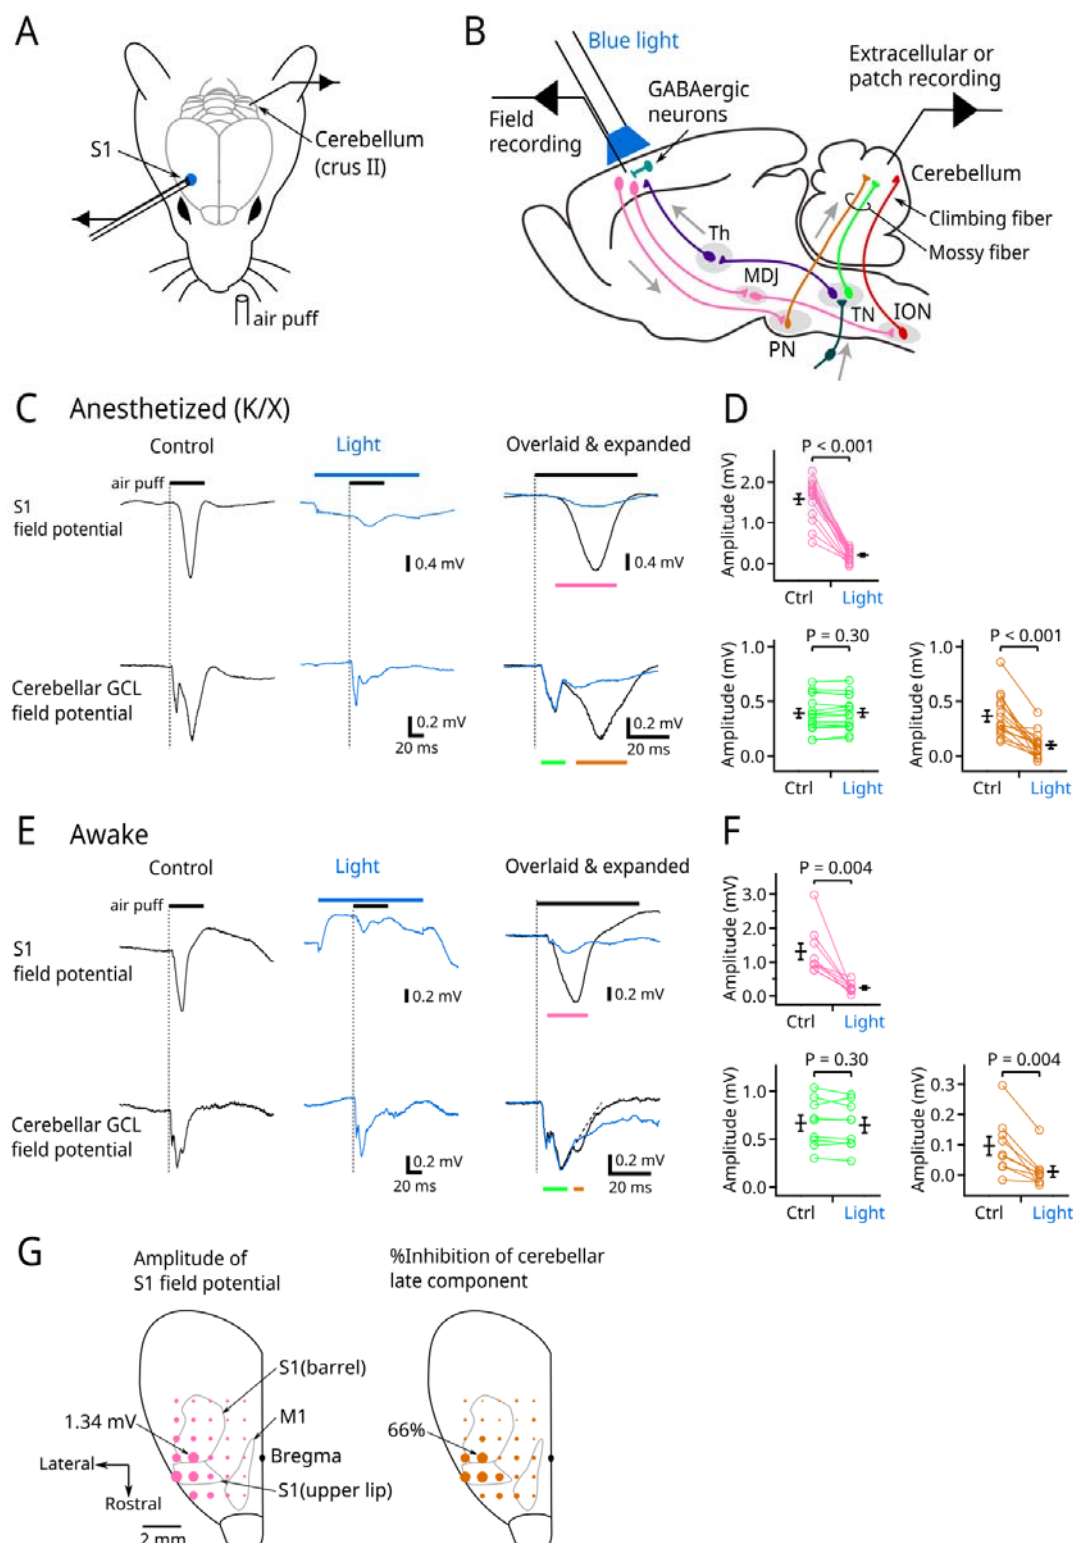 A
S1
Cerebellum
(crus II)
air puff
B
Blue light
Extracellular or
patch recording
GABAergic
neurons
Field
recording
Cerebellum
Climbing fiber
Mossy fiber
Th
MDJ
TN
ION
PN
C Anesthetized (K/X)
Control
Light
Overlaid & expanded
air puff
S1
field potential
0.4 mV
0.4 mV
Cerebellar GCL
field potential
0.2 mV
20 ms
0.2 mV
20 ms
D
P < 0.001
Amplitude (mV)
2.0
1.0
0.0
Ctrl
Light
P = 0.30
Amplitude (mV)
1.0
0.5
0.0
Ctrl
Light
P < 0.001
Amplitude (mV)
1.0
0.5
0.0
Ctrl
Light
E Awake
Control
Light
Overlaid & expanded
air puff
S1
field potential
0.2 mV
0.2 mV
Cerebellar GCL
field potential
0.2 mV
20 ms
0.2 mV
20 ms
F
P = 0.004
Amplitude (mV)
3.0
2.0
1.0
0.0
Ctrl
Light
P = 0.30
Amplitude (mV)
1.0
0.5
0.0
Ctrl
Light
P = 0.004
Amplitude (mV)
0.3
0.2
0.1
0.0
Ctrl
Light
G
Amplitude of
S1 field potential
%Inhibition of cerebellar
late component
S1(barrel)
1.34 mV
M1
66%
Bregma
Lateral
S1(upper lip)
Rostral
2 mm